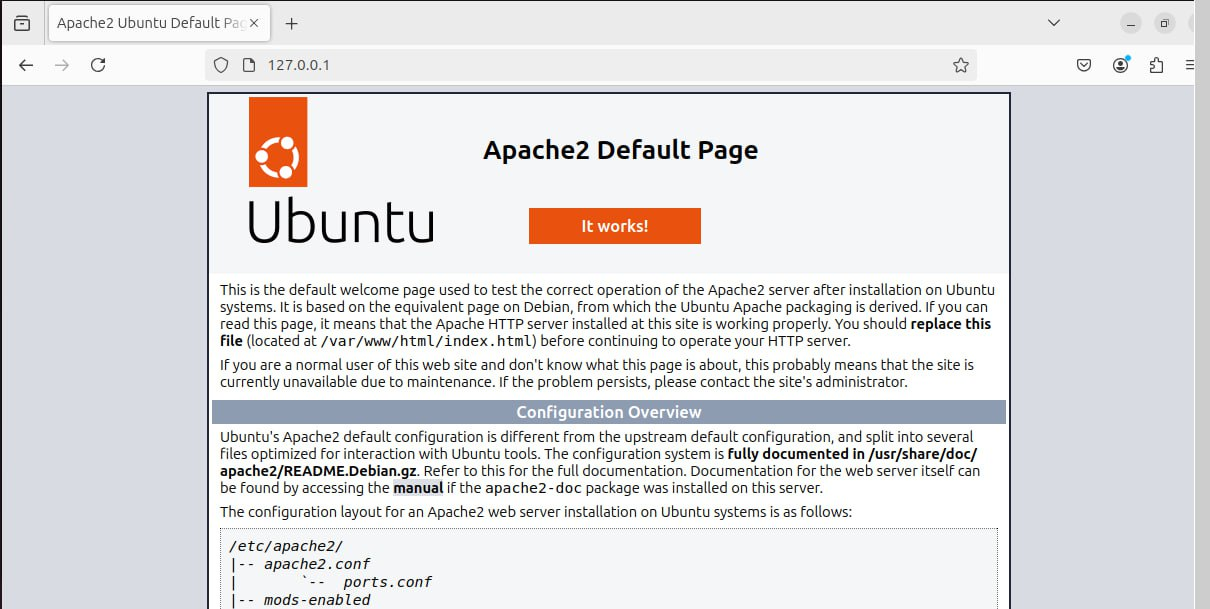 Apache2 Ubuntu Default Pag
127.0.0.1
Ubuntu
Apache2 Default Page
It works!
This is the default welcome page used to test the correct operation of the Apache2 server after installation on Ubuntu
systems. It is based on the equivalent page on Debian, from which the Ubuntu Apache packaging is derived. If you can
read this page, it means that the Apache HTTP server installed at this site is working properly. You should replace this
file (located at /var/www/html/index.html) before continuing to operate your HTTP server.
If you are a normal user of this web site and don't know what this page is about, this probably means that the site is
currently unavailable due to maintenance. If the problem persists, please contact the site's administrator.
Configuration Overview
Ubuntu's Apache2 default configuration is different from the upstream default configuration, and split into several
files optimized for interaction with Ubuntu tools. The configuration system is fully documented in /usr/share/doc/
apache2/README.Debian.gz. Refer to this for the full documentation. Documentation for the web server itself can
be found by accessing the manual if the apache2-doc package was installed on this server.
The configuration layout for an Apache2 web server installation on Ubuntu systems is as follows:
/etc/apache2/
|-- apache2.conf
|       `--  ports.conf
|-- mods-enabled